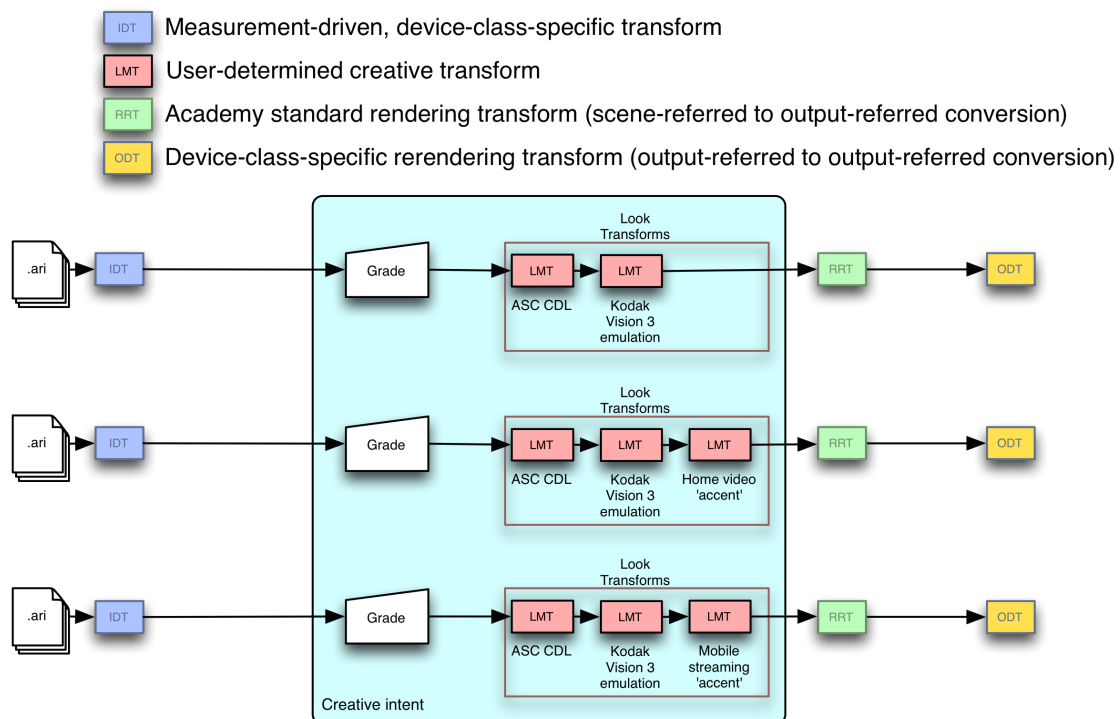 IDT Measurement-driven, device-class-specific transform
LMT User-determined creative transform
RRT Academy standard rendering transform (scene-referred to output-referred conversion)
ODT Device-class-specific rerendering transform (output-referred to output-referred conversion)
Look
Transforms
.ari IDT Grade LMT LMT RRT ODT
ASC CDL
Kodak
Vision 3
emulation
Look
Transforms
.ari IDT Grade LMT LMT LMT RRT ODT
ASC CDL
Kodak
Vision 3
emulation
Home video
'accent'
Look
Transforms
.ari IDT Grade LMT LMT LMT RRT ODT
ASC CDL
Kodak
Vision 3
emulation
Mobile
streaming
'accent'
Creative intent